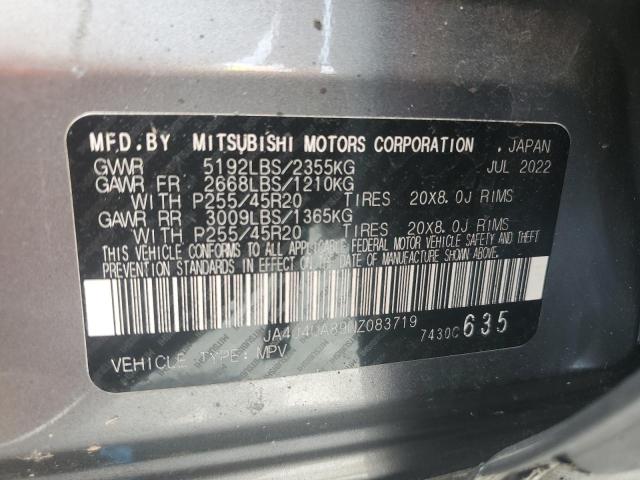 MFD.BY MITSUBISHI MOTORS CORPORATION , JAPAN
GVWR 5192LBS/2355KG JUL 2022
GAWR FR 2668LBS/1210KG
WITH P255/45R20 TIRES 20X8.0J RIMS
GAWR RR 3009LBS/1365KG
WITH P255/45R20 TIRES 20X8.0J RIMS
THIS VEHICLE CONFORMS TO ALL APPLICABLE FEDERAL MOTOR VEHICLE SAFETY AND THEFT
PREVENTION STANDARDS IN EFFECT ON THE DATE OF MANUFACTURE SHOWN ABOVE.
JA4J4UA89NZ083719 7430C 635
VEHICLE TYPE: MPV